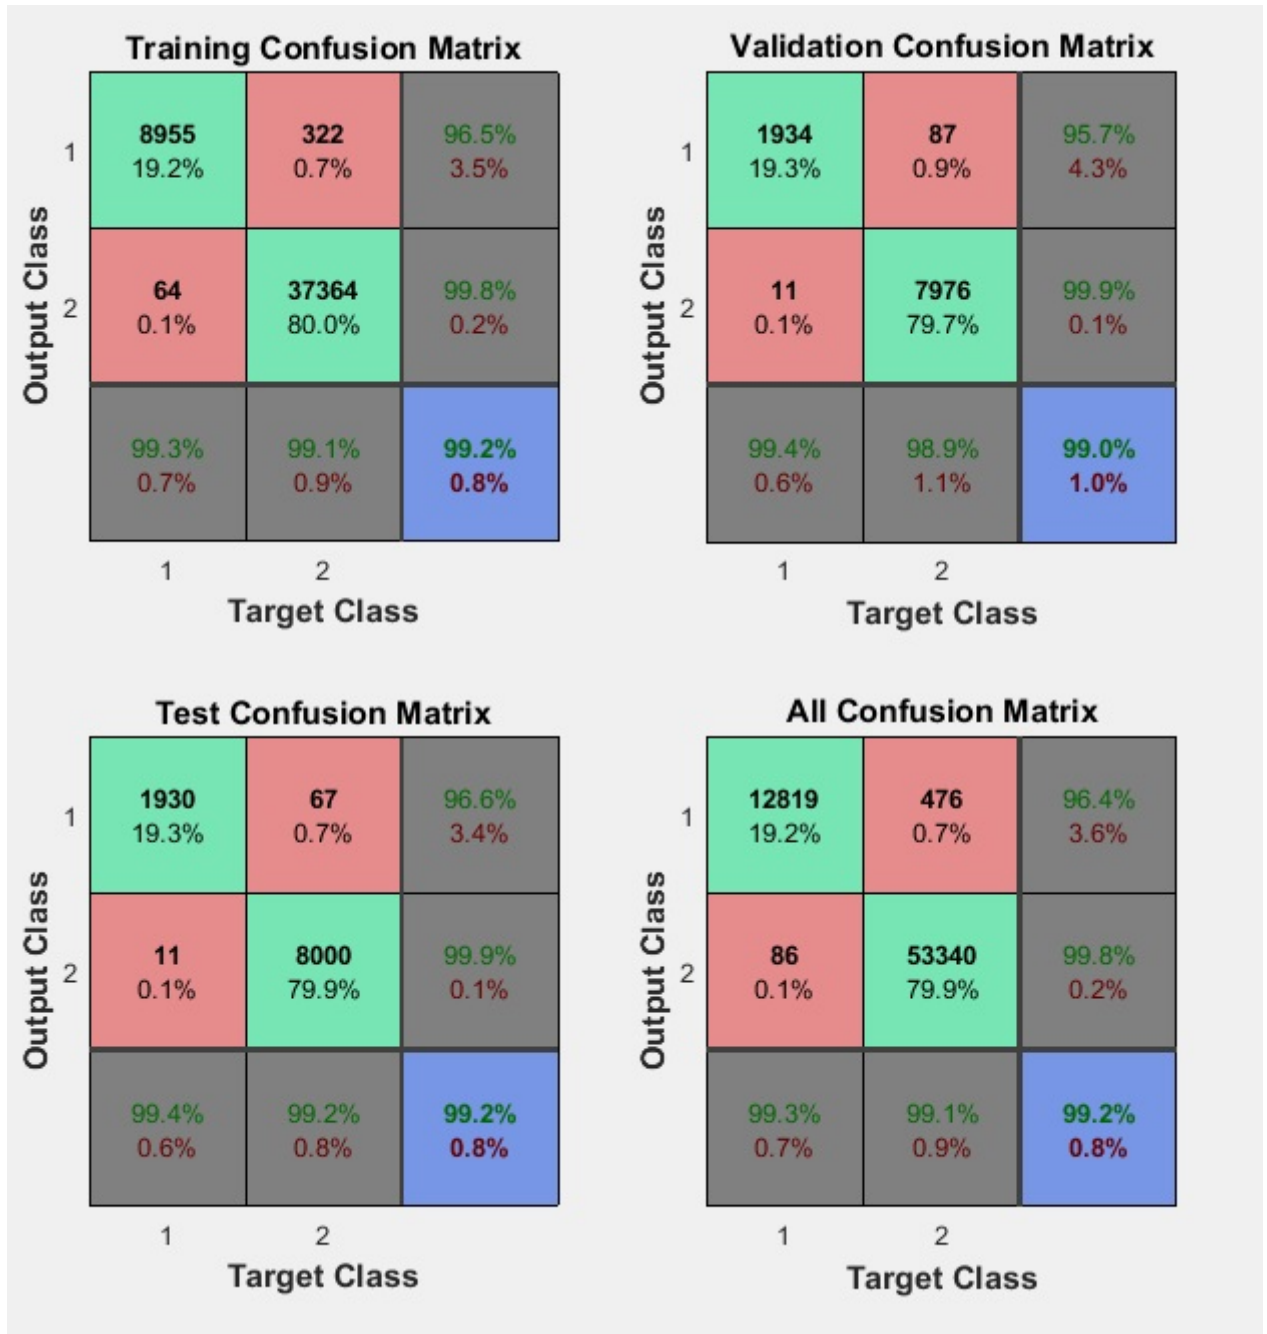 Training Confusion Matrix
8955 322 96.5%
1
19.2% 0.7% 3.5%
64 37364 99.8%
2
0.1% 80.0% 0.2%
99.3% 99.1% 99.2%
0.7% 0.9% 0.8%
1 2
Target Class
Output Class
Validation Confusion Matrix
1934 87 95.7%
1
19.3% 0.9% 4.3%
11 7976 99.9%
2
0.1% 79.7% 0.1%
99.4% 98.9% 99.0%
0.6% 1.1% 1.0%
1 2
Target Class
Output Class
Test Confusion Matrix
1930 67 96.6%
1
19.3% 0.7% 3.4%
11 8000 99.9%
2
0.1% 79.9% 0.1%
99.4% 99.2% 99.2%
0.6% 0.8% 0.8%
1 2
Target Class
Output Class
All Confusion Matrix
12819 476 96.4%
1
19.2% 0.7% 3.6%
86 53340 99.8%
2
0.1% 79.9% 0.2%
99.3% 99.1% 99.2%
0.7% 0.9% 0.8%
1 2
Target Class
Output Class